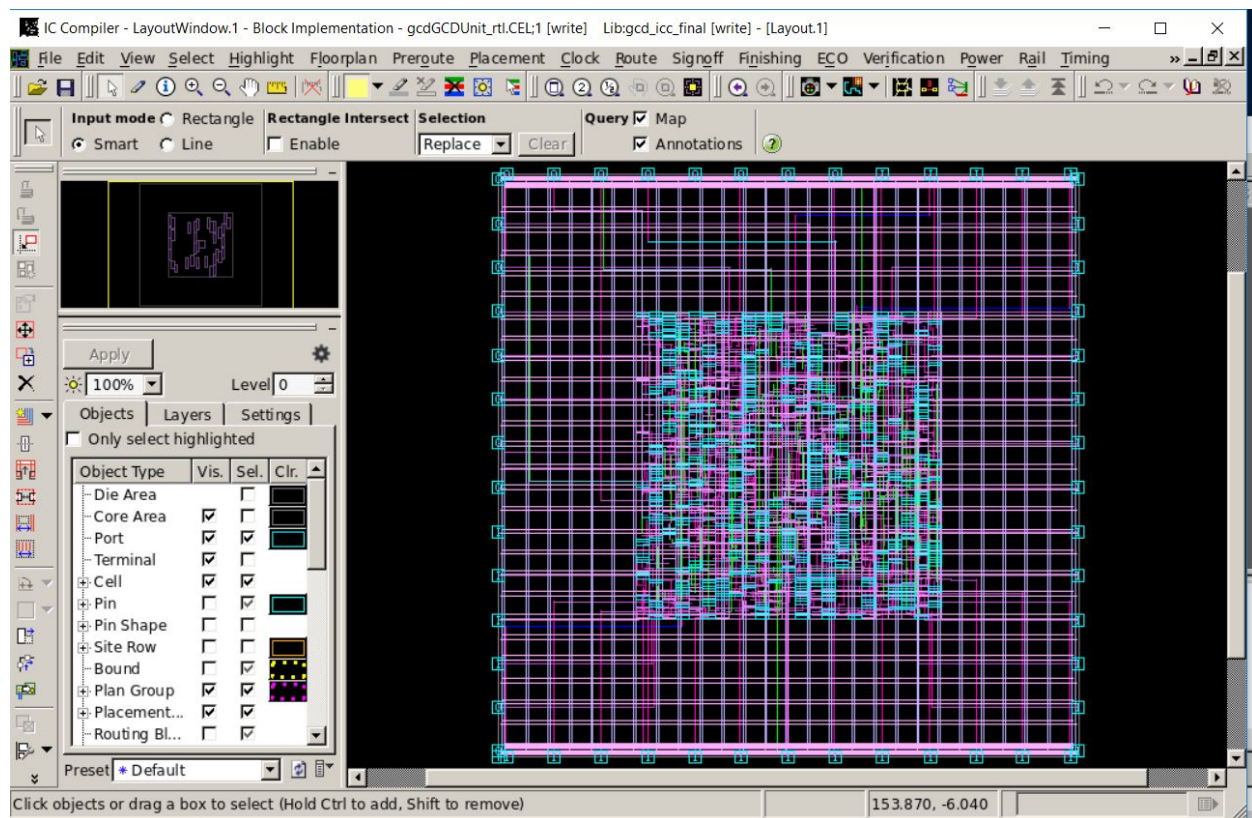 IC Compiler - LayoutWindow.1 - Block Implementation - gcdGCDUnit_rtl.CEL;1 [write] Lib:gcd_icc_final [write] - [Layout.1]
File Edit View Select Highlight Floorplan Preroute Placement Clock Route Signoff Finishing ECO Verification Power Rail Timing »
Input mode Rectangle Rectangle Intersect Selection Query Map
Smart Line Enable Replace Clear Annotations
Apply
100% Level 0
Objects Layers Settings
Only select highlighted
Object Type Vis. Sel. Clr.
Die Area
Core Area
Port
Terminal
Cell
Pin
Pin Shape
Site Row
Bound
Plan Group
Placement...
Routing Bl...
Preset * Default
Click objects or drag a box to select (Hold Ctrl to add, Shift to remove) 153.870, -6.040